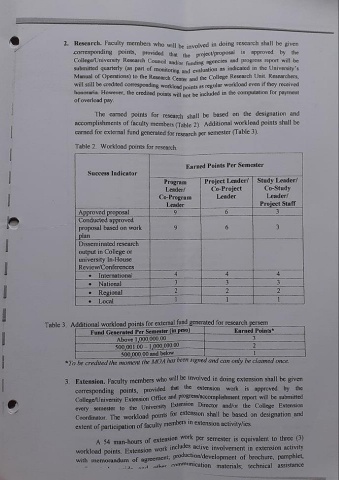 2. Research. Faculty members who will be involved in doing research shall be given
corresponding points, provided that the project/proposal is approved by the
College/University Research Council and/or funding agencies and progress report will be
submitted quarterly (as part of monitoring and evaluation as indicated in the University's
Manual of Operations) to the Research Center and the College Research Unit. Researchers,
will still be credited corresponding workload points as regular workload even if they received
honoraria. However, the credited points will not be included in the computation for payment
of overload pay.
The earned points for research shall be based on the designation and
accomplishments of faculty members (Table 2). Additional workload points shall be
earned for external fund generated for research per semester (Table 3).
Table 2. Workload points for research
Success Indicator
Earned Points Per Semester
Program Leader/ Co-Program Leader
Project Leader/ Co-Project Leader
Study Leader/ Co-Study Leader/ Project Staff
Approved proposal 9 6 3
Conducted approved proposal based on work plan 9 6 3
Disseminated research output in College or university In-House Review/Conferences
• International 4 4 4
• National 3 3 3
• Regional 2 2 2
• Local 1 1 1
Table 3. Additional workload points for external fund generated for research per sem
Fund Generated Per Semester (in peso) Earned Points*
Above 1,000,000.00 3
500,001.00 – 1,000,000.00 2
500,000.00 and below 1
*To be credited the moment the MOA has been signed and can only be claimed once.
3. Extension. Faculty members who will be involved in doing extension shall be given
corresponding points, provided that the extension work is approved by the
College/University Extension Office and progress/accomplishment report will be submitted
every semester to the University Extension Director and/or the College Extension
Coordinator. The workload points for extension shall be based on designation and
extent of participation of faculty members in extension activity/ies.
A 54 man-hours of extension work per semester is equivalent to three (3)
workload points. Extension work includes active involvement in extension activity
with memorandum of agreement, production/development of brochure, pamphlet,
and other communication materials, technical assistance